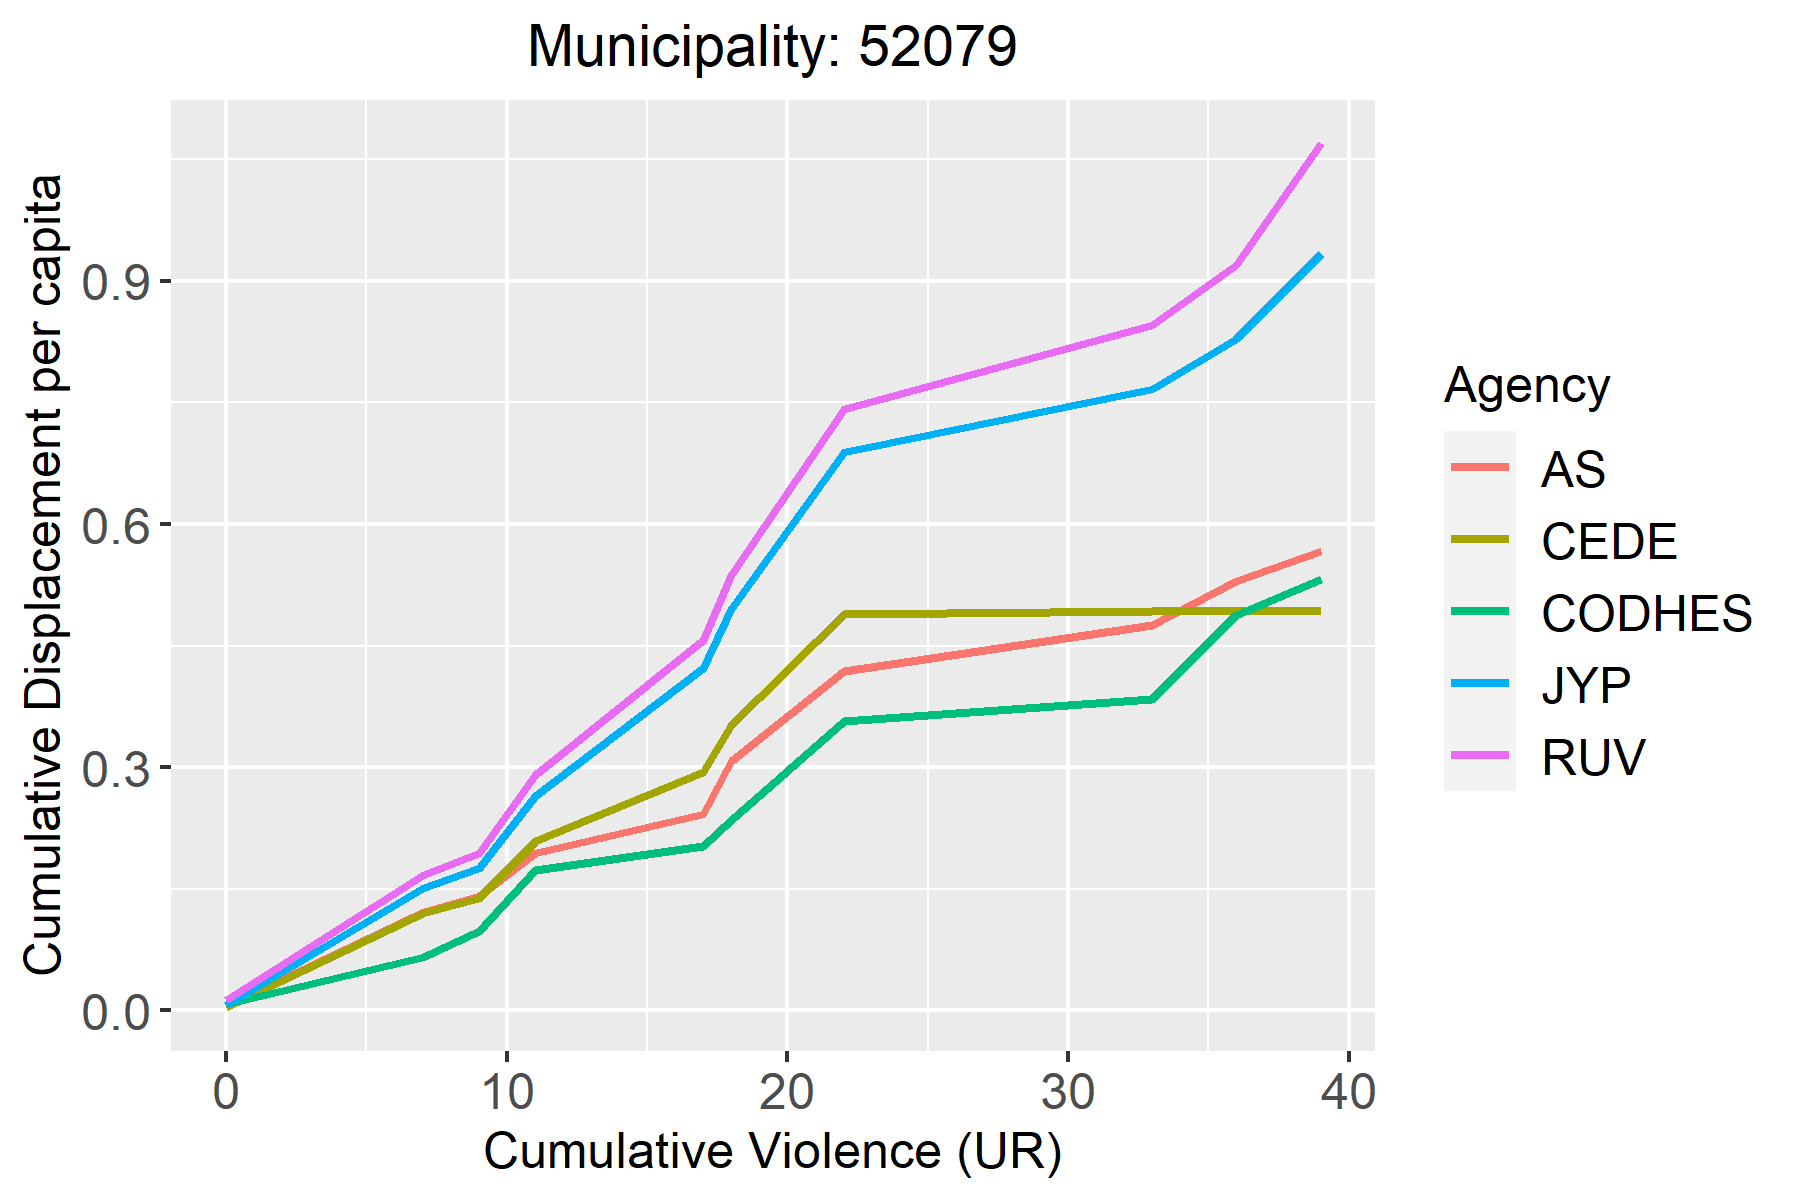 Municipality: 52079
Cumulative Displacement per capita
0.9
0.6
0.3
0.0
0 10 20 30 40
Cumulative Violence (UR)
Agency
AS
CEDE
CODHES
JYP
RUV